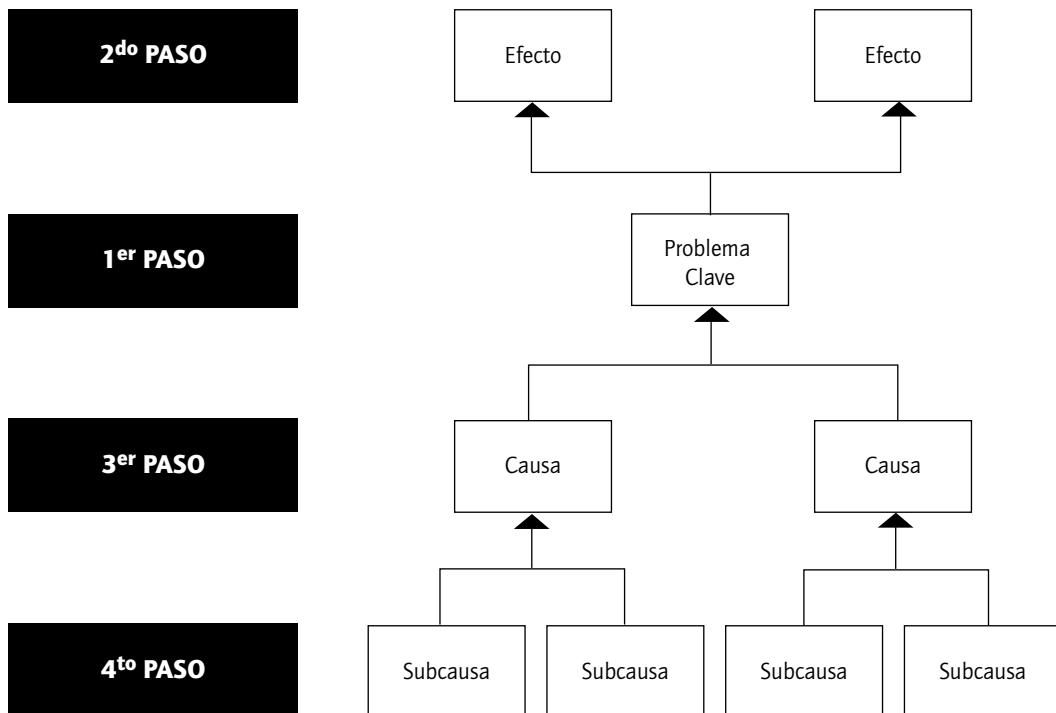 2do PASO
Efecto
Efecto
1er PASO
Problema
Clave
3er PASO
Causa
Causa
4to PASO
Subcausa
Subcausa
Subcausa
Subcausa